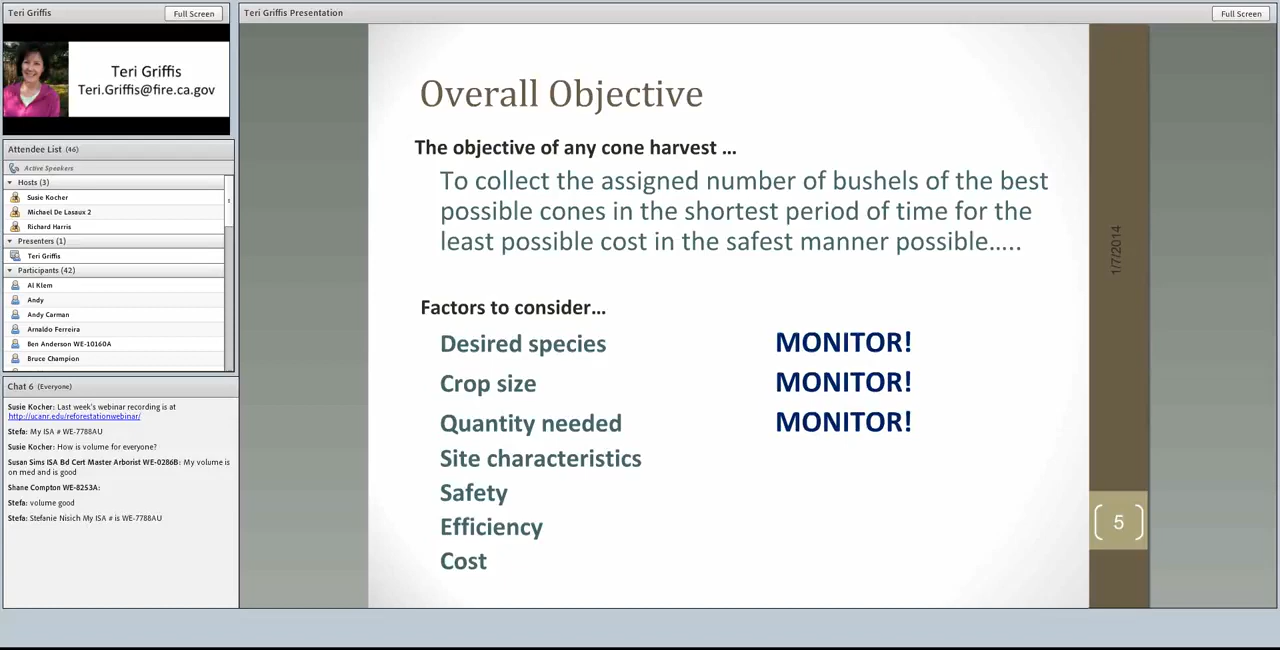 Teri Griffis
Full Screen
Teri Griffis
Teri.Griffis@fire.ca.gov
Attendee List (46)
Active Speakers
Hosts (3)
Susie Kocher
Michael De Lasaux 2
Richard Harris
Presenters (1)
Teri Griffis
Participants (42)
Al Klem
Andy
Andy Carman
Arnaldo Ferreira
Ben Anderson WE-10160A
Bruce Champion
Chat 6 (Everyone)
Susie Kocher: Last week's webinar recording is at
http://ucanr.edu/reforestationwebinar/
Stefa: My ISA # WE-7788AU
Susie Kocher: How is volume for everyone?
Susan Sims ISA Bd Cert Master Arborist WE-0286B: My volume is
on med and is good
Shane Compton WE-8253A:
Stefa: volume good
Stefa: Stefanie Nisich My ISA # is WE-7788AU
Teri Griffis Presentation
Full Screen
Overall Objective
The objective of any cone harvest ...
To collect the assigned number of bushels of the best
possible cones in the shortest period of time for the
least possible cost in the safest manner possible…..
Factors to consider…
Desired species MONITOR!
Crop size MONITOR!
Quantity needed MONITOR!
Site characteristics
Safety
Efficiency
Cost
1/7/2014
5